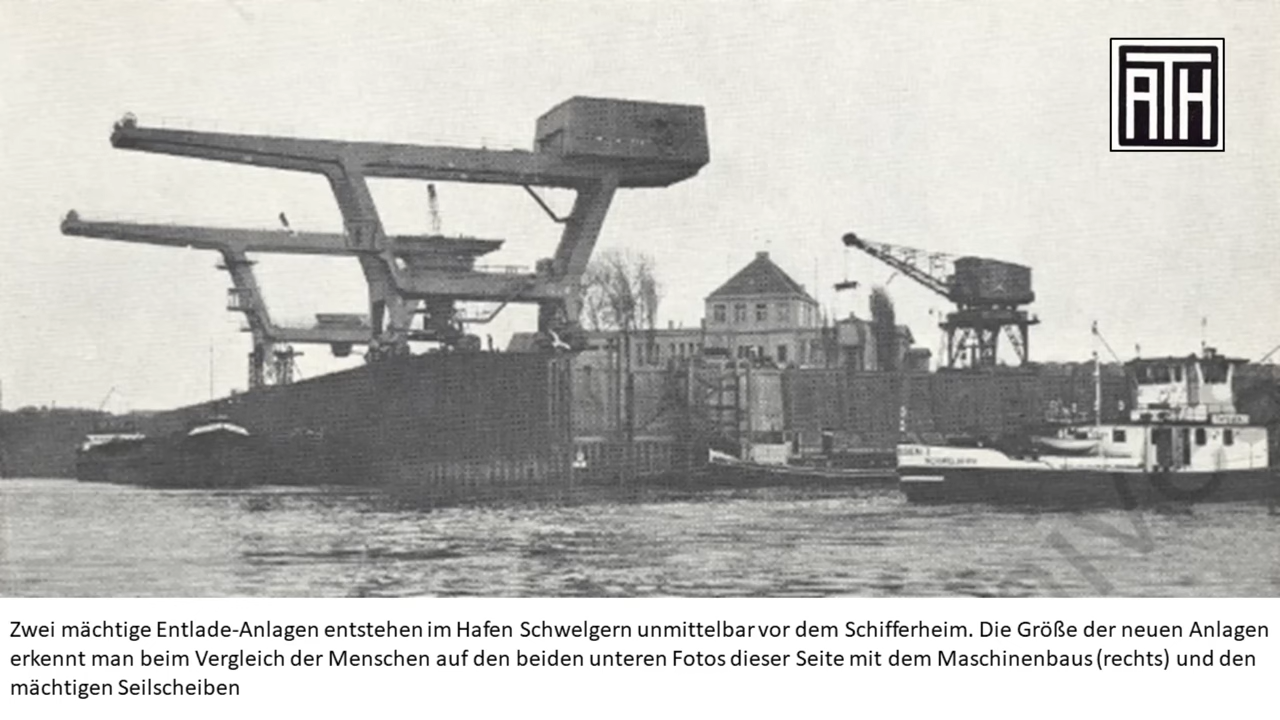 ATH
Zwei mächtige Entlade-Anlagen entstehen im Hafen Schwelgern unmittelbar vor dem Schifferheim. Die Größe der neuen Anlagen
erkennt man beim Vergleich der Menschen auf den beiden unteren Fotos dieser Seite mit dem Maschinenbaus (rechts) und den
mächtigen Seilscheiben